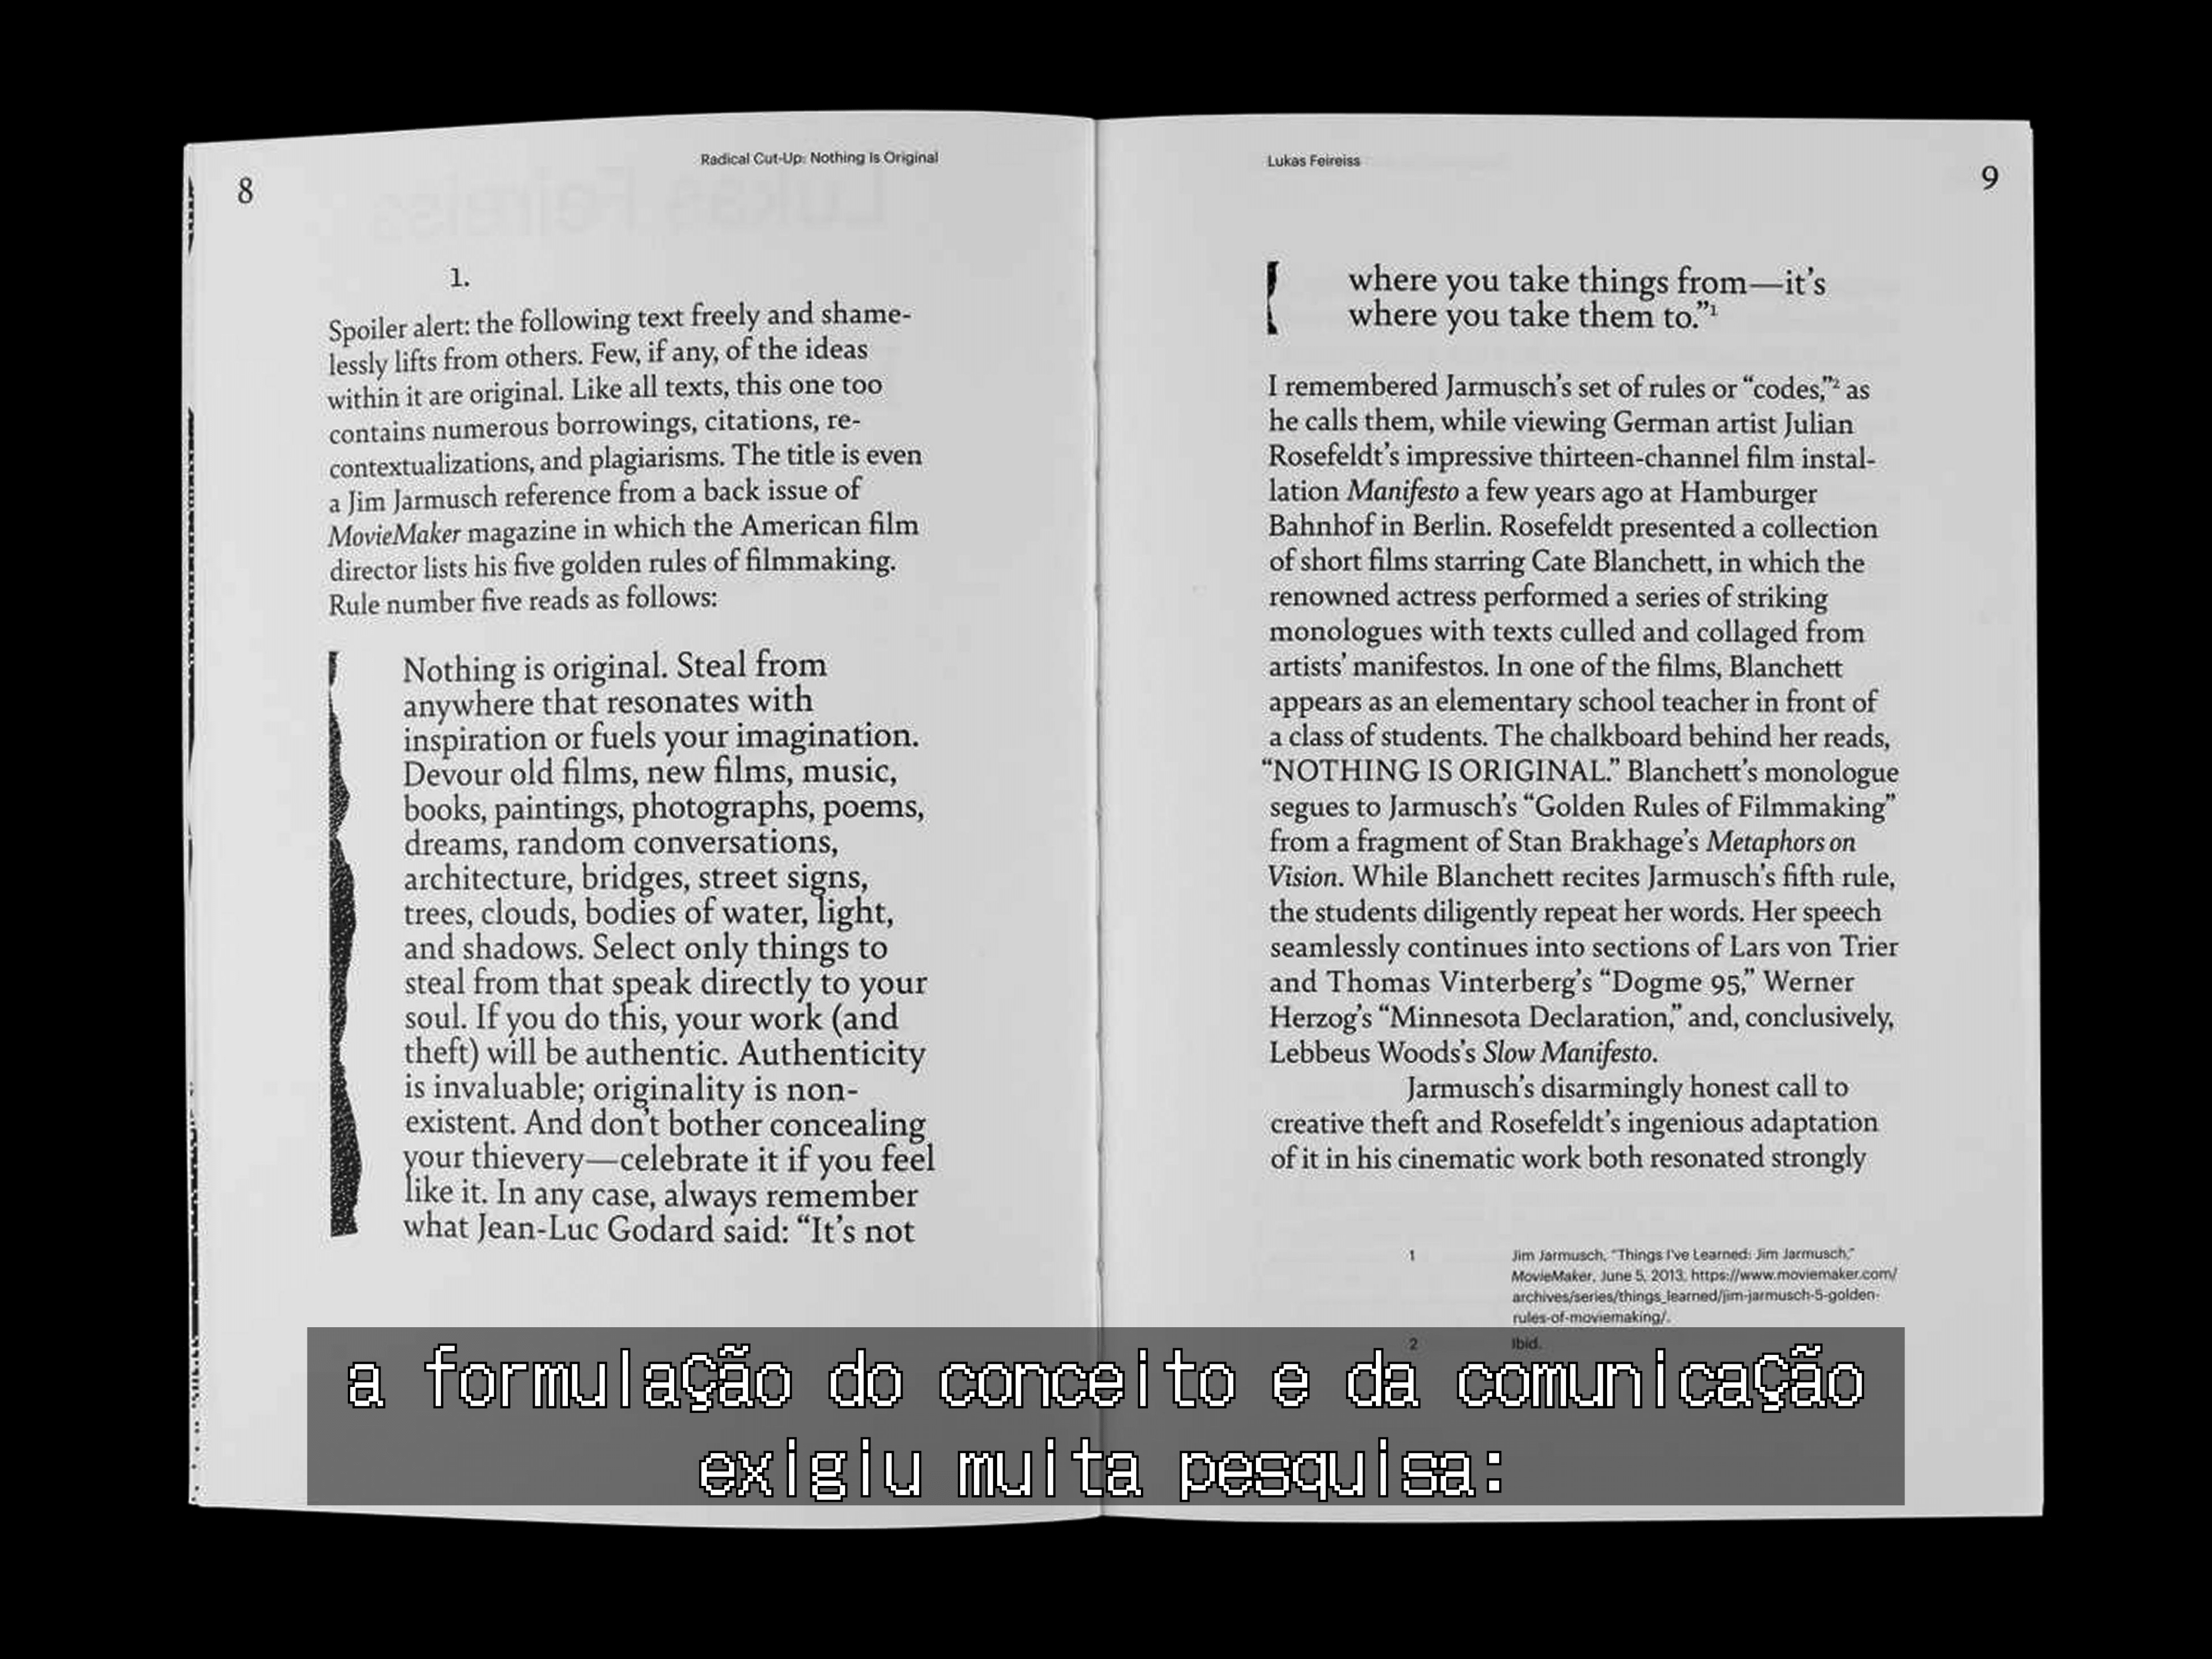 8
Radical Cut-Up: Nothing Is Original
1.
Spoiler alert: the following text freely and shame-
lessly lifts from others. Few, if any, of the ideas
within it are original. Like all texts, this one too
contains numerous borrowings, citations, re-
contextualizations, and plagiarisms. The title is even
a Jim Jarmusch reference from a back issue of
MovieMaker magazine in which the American film
director lists his five golden rules of filmmaking.
Rule number five reads as follows:
Nothing is original. Steal from
anywhere that resonates with
inspiration or fuels your imagination.
Devour old films, new films, music,
books, paintings, photographs, poems,
dreams, random conversations,
architecture, bridges, street signs,
trees, clouds, bodies of water, light,
and shadows. Select only things to
steal from that speak directly to your
soul. If you do this, your work (and
theft) will be authentic. Authenticity
is invaluable; originality is non-
existent. And don't bother concealing
your thievery—celebrate it if you feel
like it. In any case, always remember
what Jean-Luc Godard said: “It's not
Lukas Feireiss
9
where you take things from—it's
where you take them to.”1
I remembered Jarmusch's set of rules or “codes,”2 as
he calls them, while viewing German artist Julian
Rosefeldt's impressive thirteen-channel film instal-
lation Manifesto a few years ago at Hamburger
Bahnhof in Berlin. Rosefeldt presented a collection
of short films starring Cate Blanchett, in which the
renowned actress performed a series of striking
monologues with texts culled and collaged from
artists' manifestos. In one of the films, Blanchett
appears as an elementary school teacher in front of
a class of students. The chalkboard behind her reads,
“NOTHING IS ORIGINAL.” Blanchett's monologue
segues to Jarmusch's “Golden Rules of Filmmaking”
from a fragment of Stan Brakhage's Metaphors on
Vision. While Blanchett recites Jarmusch's fifth rule,
the students diligently repeat her words. Her speech
seamlessly continues into sections of Lars von Trier
and Thomas Vinterberg's “Dogme 95,” Werner
Herzog's “Minnesota Declaration,” and, conclusively,
Lebbeus Woods's Slow Manifesto.
Jarmusch's disarmingly honest call to
creative theft and Rosefeldt's ingenious adaptation
of it in his cinematic work both resonated strongly
1 Jim Jarmusch, “Things I've Learned: Jim Jarmusch,”
MovieMaker, June 5, 2013, https://www.moviemaker.com/
archives/series/things_learned/jim-jarmusch-5-golden-
rules-of-moviemaking/.
2 Ibid.
a formulação do conceito e da comunicação
exigiu muita pesquisa: